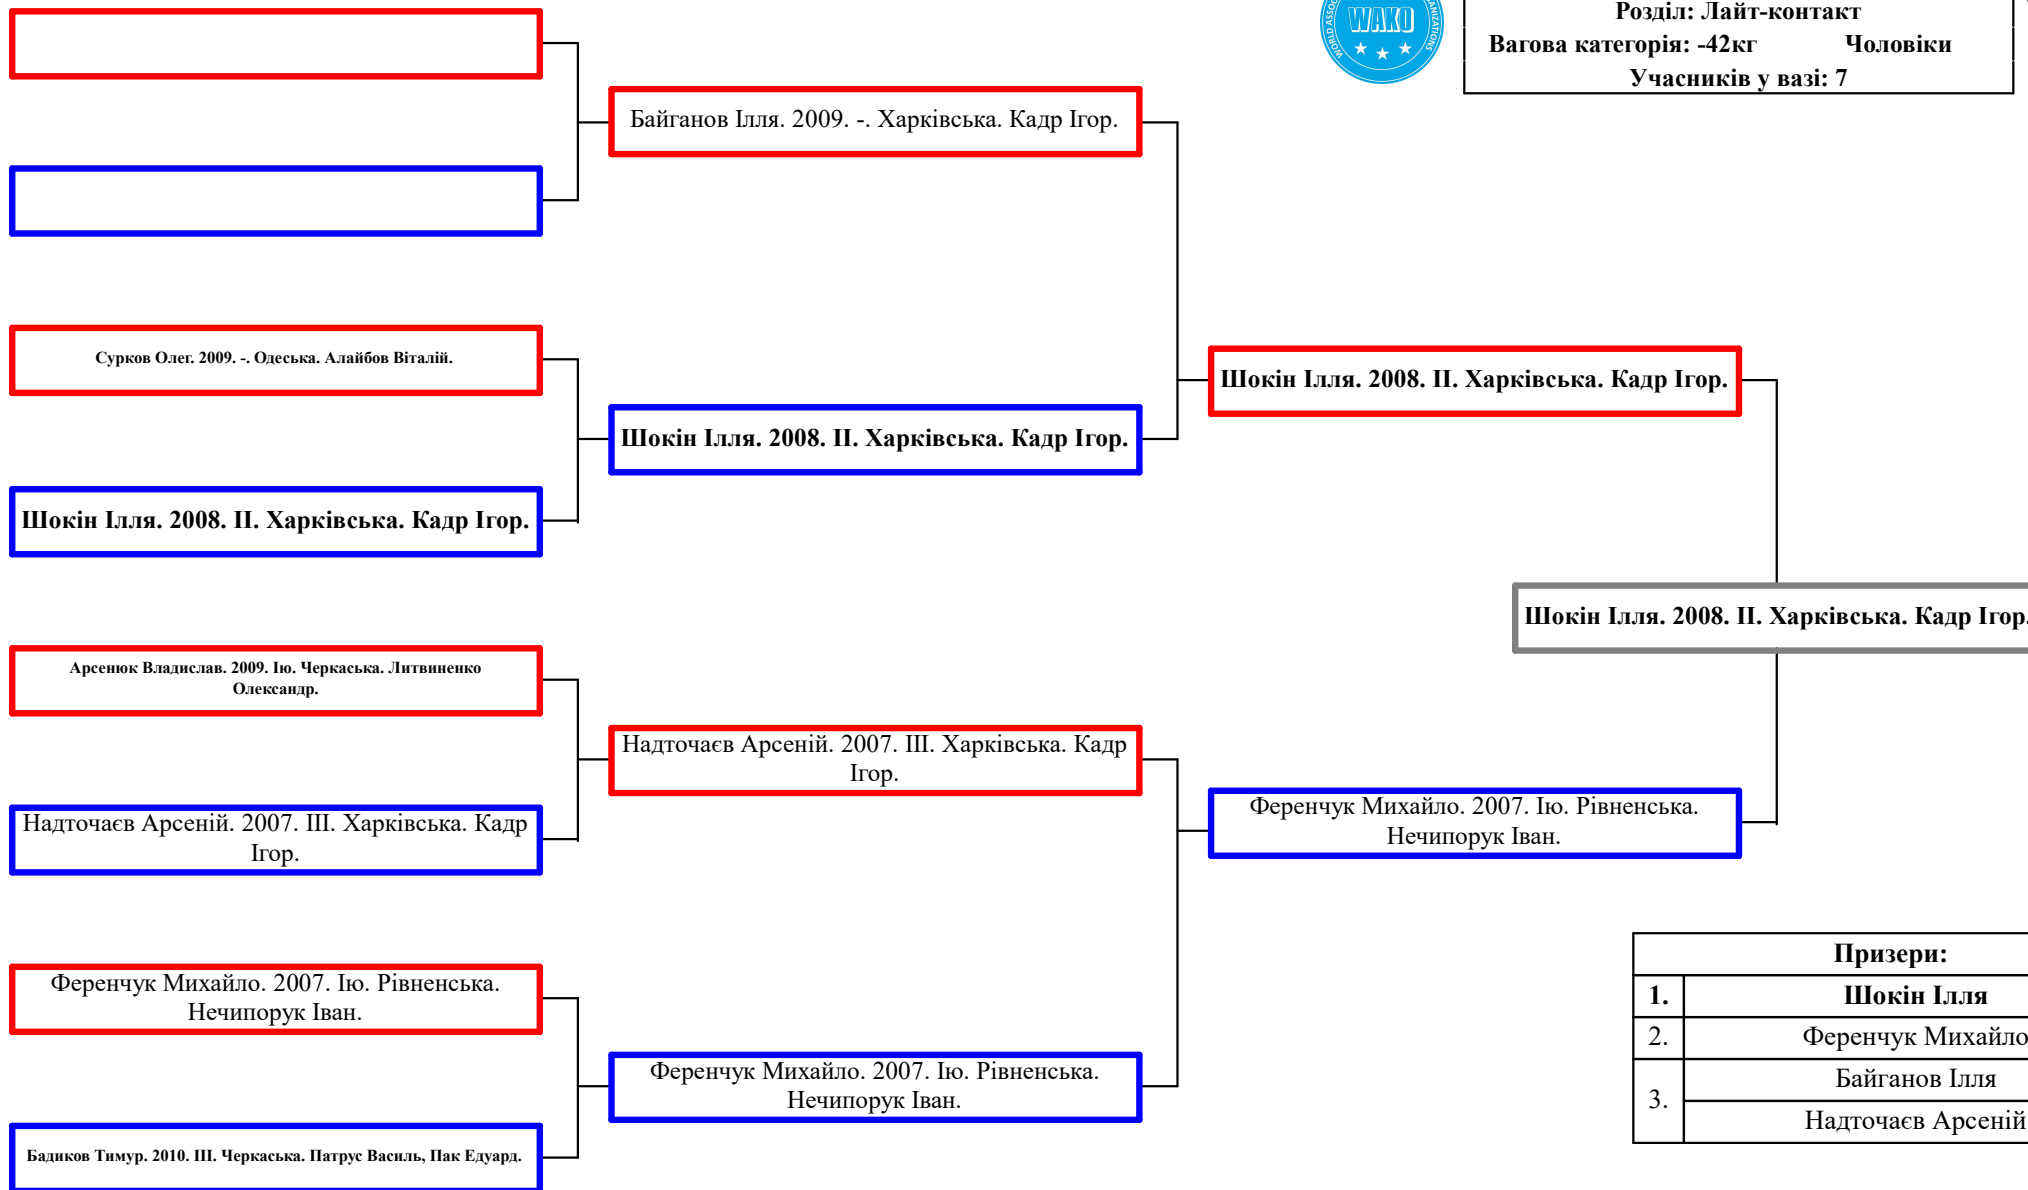 WAKO
Розділ: Лайт-контакт
Вагова категорія: -42кг Чоловіки
Учасників у вазі: 7
Байганов Ілля. 2009. -. Харківська. Кадр Ігор.
Сурков Олег. 2009. -. Одеська. Алайбов Віталій.
Шокін Ілля. 2008. II. Харківська. Кадр Ігор.
Шокін Ілля. 2008. II. Харківська. Кадр Ігор.
Шокін Ілля. 2008. II. Харківська. Кадр Ігор.
Шокін Ілля. 2008. II. Харківська. Кадр Ігор.
Арсенюк Владислав. 2009. Ію. Черкаська. Литвиненко
Олександр.
Надточаєв Арсеній. 2007. III. Харківська. Кадр
Ігор.
Надточаєв Арсеній. 2007. III. Харківська. Кадр
Ігор.
Ференчук Михайло. 2007. Ію. Рівненська.
Нечипорук Іван.
Ференчук Михайло. 2007. Ію. Рівненська.
Нечипорук Іван.
Ференчук Михайло. 2007. Ію. Рівненська.
Нечипорук Іван.
Бадиков Тимур. 2010. III. Черкаська. Патрус Василь, Пак Едуард.
Призери:
1. Шокін Ілля
2. Ференчук Михайло
3. Байганов Ілля
Надточаєв Арсеній